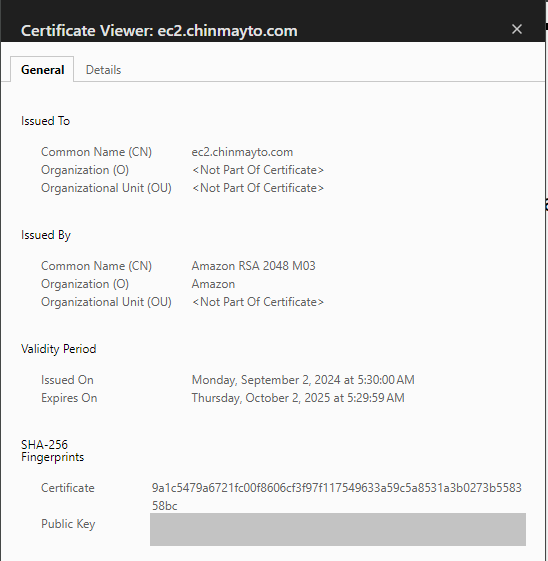 Certificate Viewer: ec2.chinmayto.com ×
General Details
Issued To
Common Name (CN) ec2.chinmayto.com
Organization (O) <Not Part Of Certificate>
Organizational Unit (OU) <Not Part Of Certificate>
Issued By
Common Name (CN) Amazon RSA 2048 M03
Organization (O) Amazon
Organizational Unit (OU) <Not Part Of Certificate>
Validity Period
Issued On Monday, September 2, 2024 at 5:30:00 AM
Expires On Thursday, October 2, 2025 at 5:29:59 AM
SHA-256
Fingerprints
Certificate 9a1c5479a6721fc00f8606cf3f97f117549633a59c5a8531a3b0273b5583
58bc
Public Key